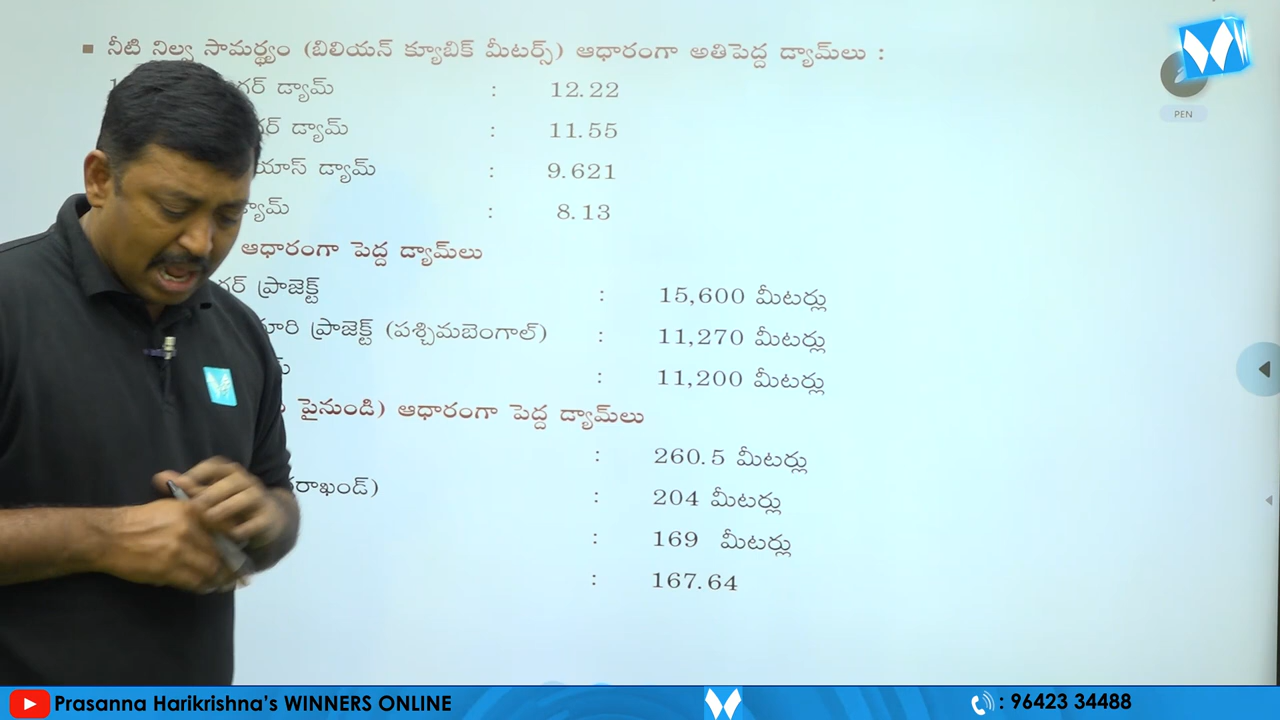 ▪ నీటి నిల్వ సామర్థ్యం (బిలియన్ క్యూబిక్ మీటర్స్) ఆధారంగా అతిపెద్ద డ్యామ్‌లు :
డ్యామ్ : 12.22
డ్యామ్ : 11.55
డ్యామ్ : 9.621
: 8.13
ఆధారంగా పెద్ద డ్యామ్‌లు
ప్రాజెక్ట్ : 15,600 మీటర్లు
ప్రాజెక్ట్ (పశ్చిమబెంగాల్) : 11,270 మీటర్లు
: 11,200 మీటర్లు
పైనుండి) ఆధారంగా పెద్ద డ్యామ్‌లు
: 260.5 మీటర్లు
: 204 మీటర్లు
: 169 మీటర్లు
: 167.64
PEN
Prasanna Harikrishna's WINNERS ONLINE
: 96423 34488